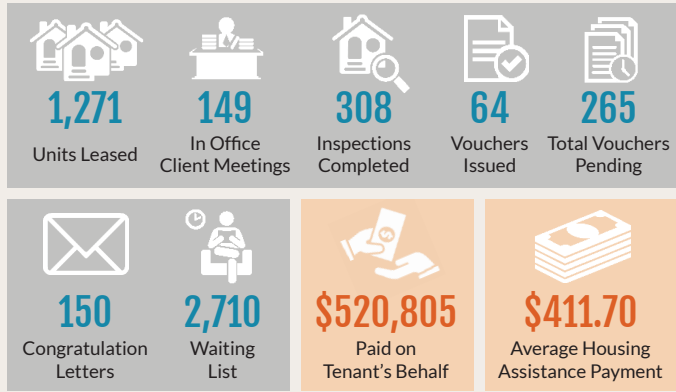 1,271
Units Leased
149
In Office
Client Meetings
308
Inspections
Completed
64
Vouchers
Issued
265
Total Vouchers
Pending
150
Congratulation
Letters
2,710
Waiting
List
$520,805
Paid on
Tenant's Behalf
$411.70
Average Housing
Assistance Payment